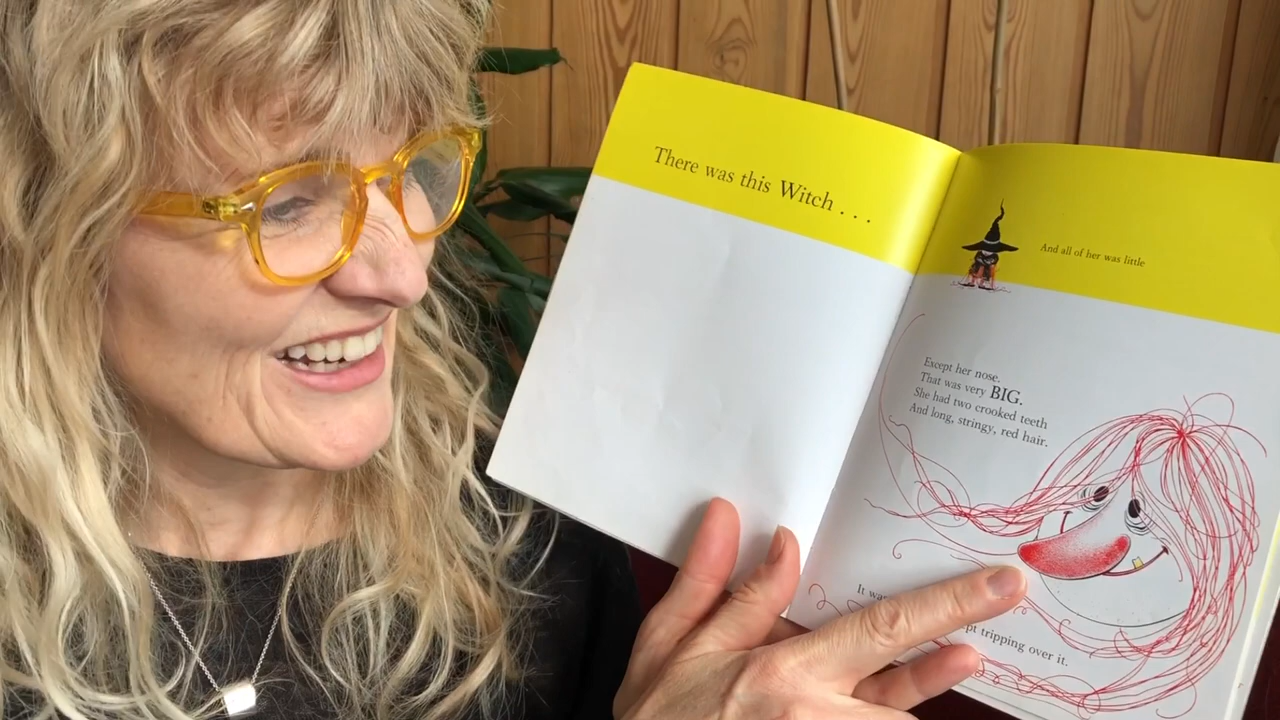 There was this Witch . . .
And all of her was little
Except her nose.
That was very BIG.
She had two crooked teeth
And long, stringy, red hair.
It was
pt tripping over it.